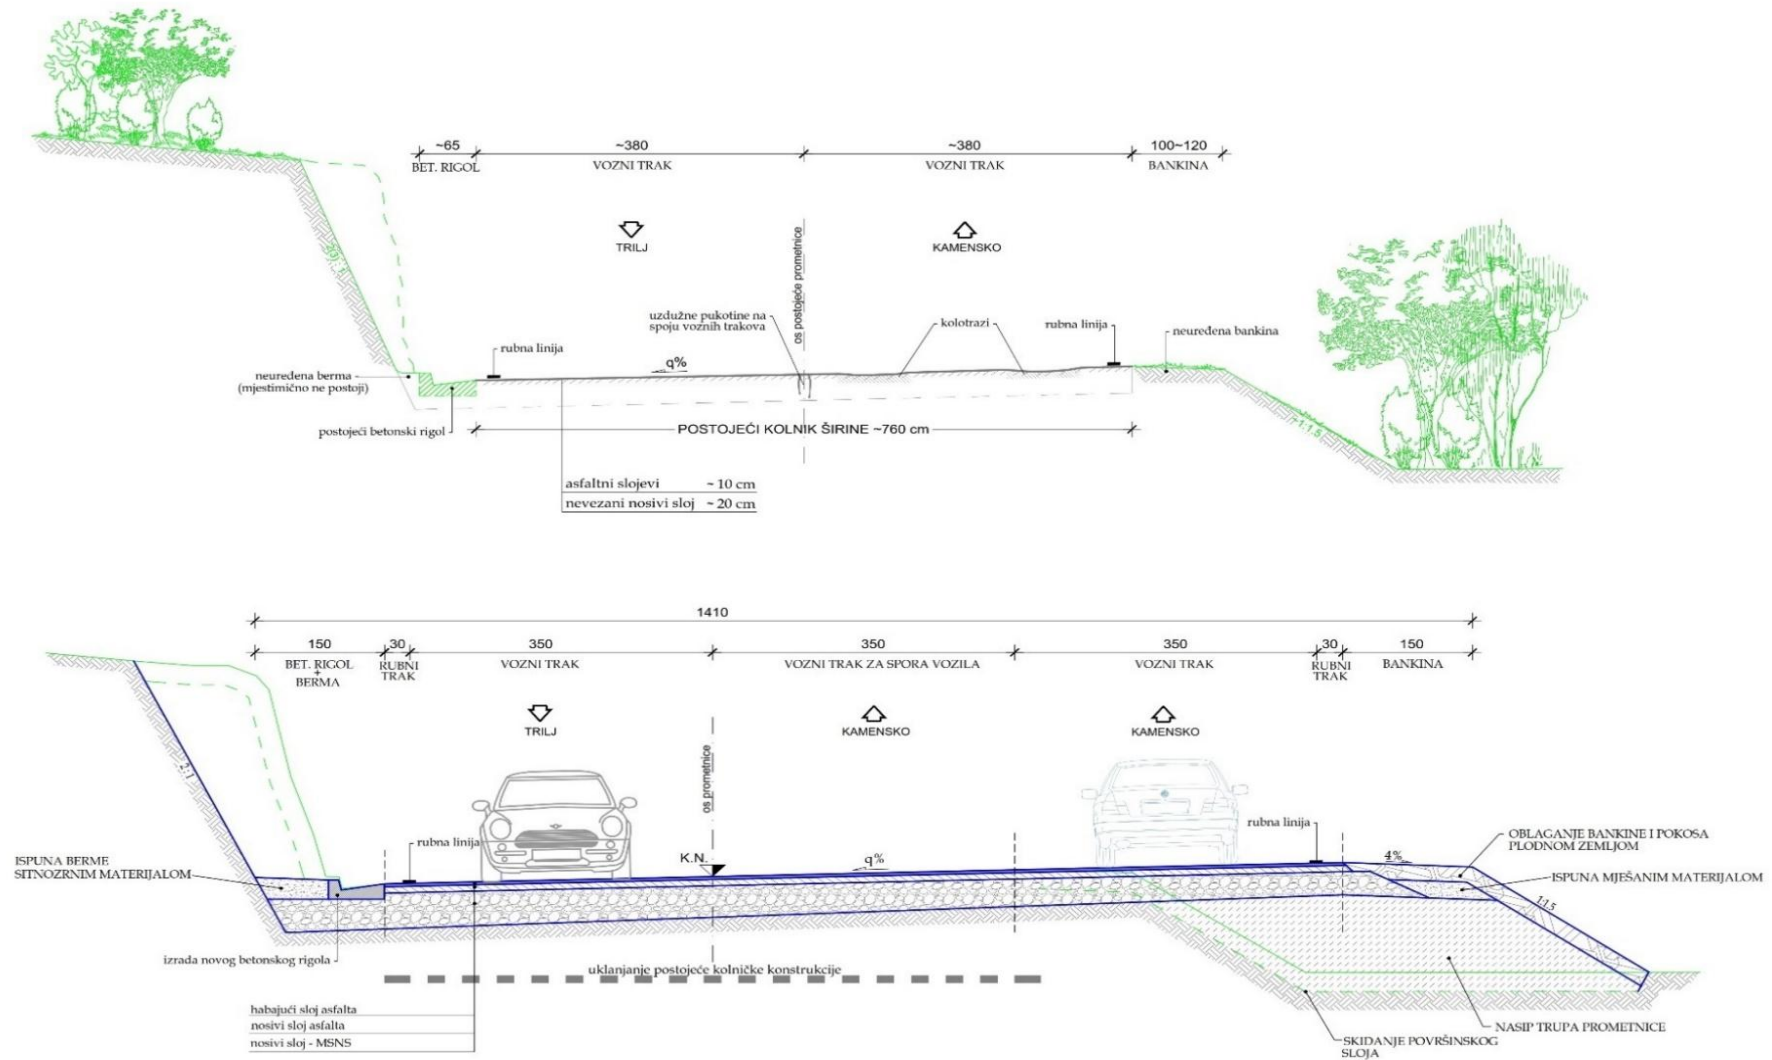 ~65
~380
~380
100~120
BET. RIGOL
VOZNI TRAK
VOZNI TRAK
BANKINA
TRILJ
KAMENSKO
os postojeće prometnice
uzdužne pukotine na
spoju voznih trakova
kolotrazi
rubna linija
neuređena bankina
rubna linija
q%
neuređena berma
(mjestimično ne postoji)
postojeći betonski rigol
POSTOJEĆI KOLNIK ŠIRINE ~760 cm
~1:1.5
asfaltni slojevi ~ 10 cm
nevezani nosivi sloj ~ 20 cm
1410
150
30
350
350
350
30
150
BET. RIGOL
+
BERMA
RUBNI
TRAK
VOZNI TRAK
VOZNI TRAK ZA SPORA VOZILA
VOZNI TRAK
RUBNI
TRAK
BANKINA
TRILJ
KAMENSKO
KAMENSKO
os prometnice
2:1
rubna linija
K.N.
q%
rubna linija
4%
OBLAGANJE BANKINE I POKOSA
PLODNOM ZEMLJOM
ISPUNA BERME
SITNOZRNIM MATERIJALOM
ISPUNA MJEŠANIM MATERIJALOM
1:1.5
izrada novog betonskog rigola
uklanjanje postojeće kolničke konstrukcije
habajući sloj asfalta
nosivi sloj asfalta
nosivi sloj - MSNS
NASIP TRUPA PROMETNICE
SKIDANJE POVRŠINSKOG
SLOJA